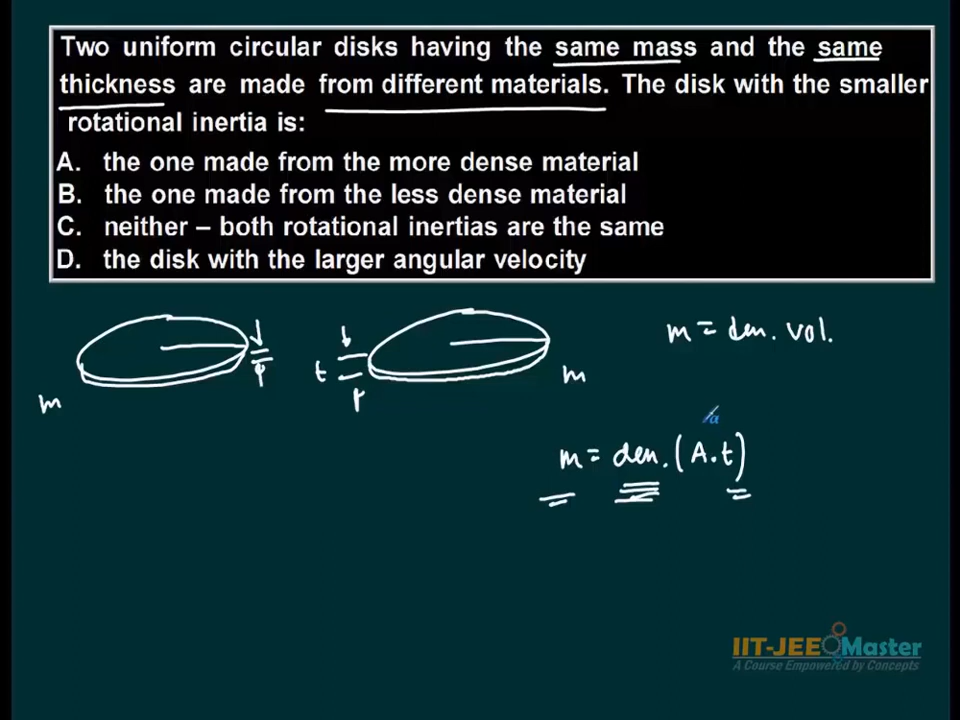 Two uniform circular disks having the same mass and the same
thickness are made from different materials. The disk with the smaller
rotational inertia is:
A. the one made from the more dense material
B. the one made from the less dense material
C. neither – both rotational inertias are the same
D. the disk with the larger angular velocity
m = den. vol.
t
m
m
m = den. (A.t)
IIT-JEE Master
A Course Empowered by Concepts